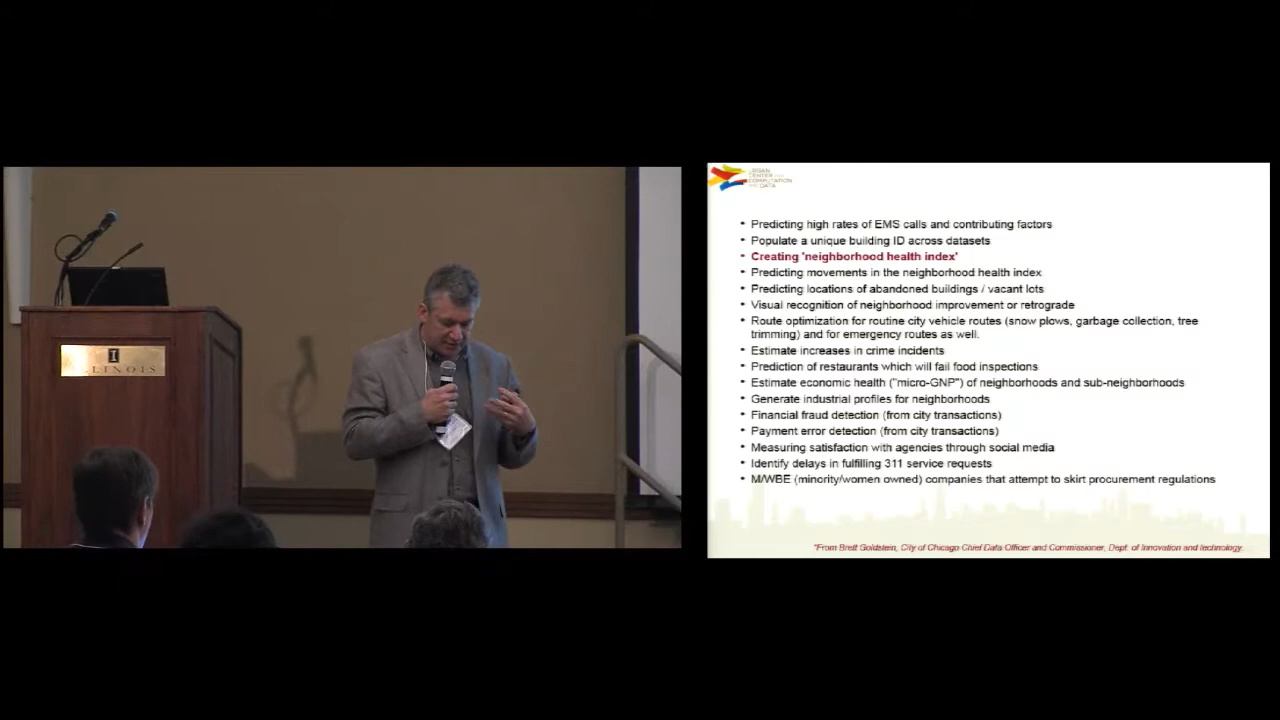 ILLINOIS
URBAN
CENTER FOR
COMPUTATION
AND DATA
• Predicting high rates of EMS calls and contributing factors
• Populate a unique building ID across datasets
• Creating 'neighborhood health index'
• Predicting movements in the neighborhood health index
• Predicting locations of abandoned buildings / vacant lots
• Visual recognition of neighborhood improvement or retrograde
• Route optimization for routine city vehicle routes (snow plows, garbage collection, tree
trimming) and for emergency routes as well.
• Estimate increases in crime incidents
• Prediction of restaurants which will fail food inspections
• Estimate economic health ("micro-GNP") of neighborhoods and sub-neighborhoods
• Generate industrial profiles for neighborhoods
• Financial fraud detection (from city transactions)
• Payment error detection (from city transactions)
• Measuring satisfaction with agencies through social media
• Identify delays in fulfilling 311 service requests
• M/WBE (minority/women owned) companies that attempt to skirt procurement regulations
*From Brett Goldstein, City of Chicago Chief Data Officer and Commissioner, Dept. of Innovation and technology.